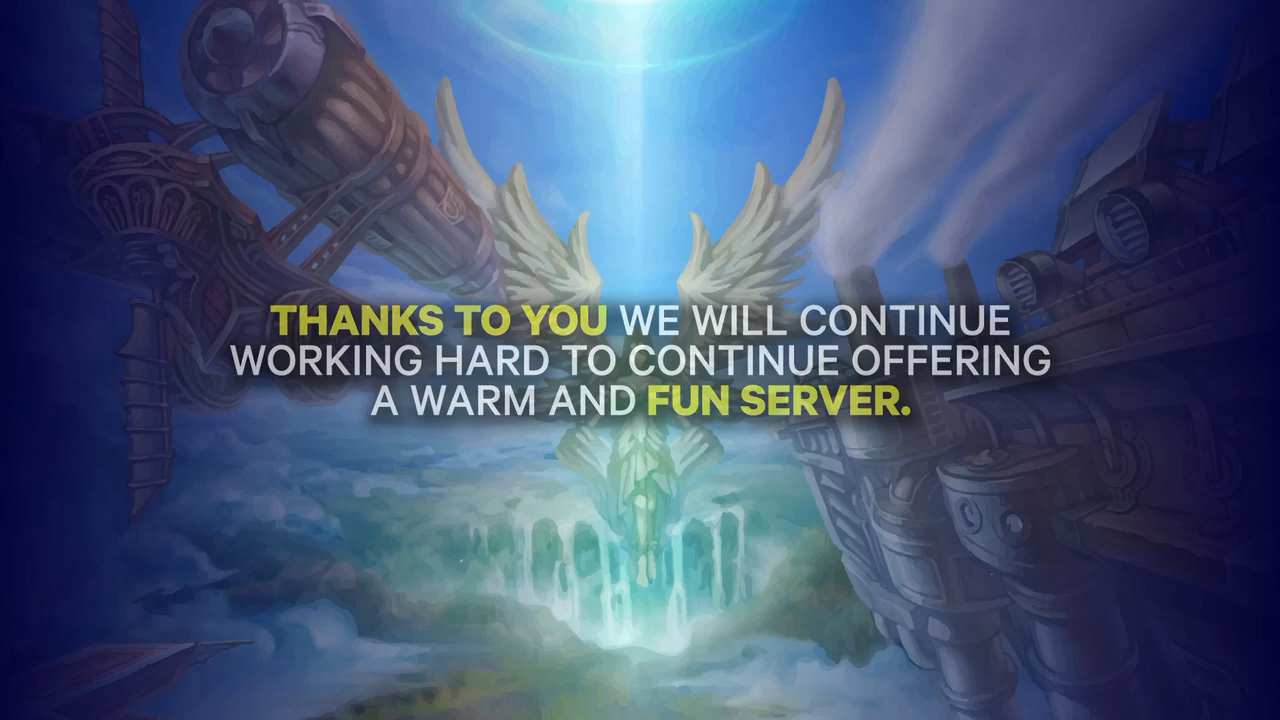 THANKS TO YOU WE WILL CONTINUE
WORKING HARD TO CONTINUE OFFERING
A WARM AND FUN SERVER.